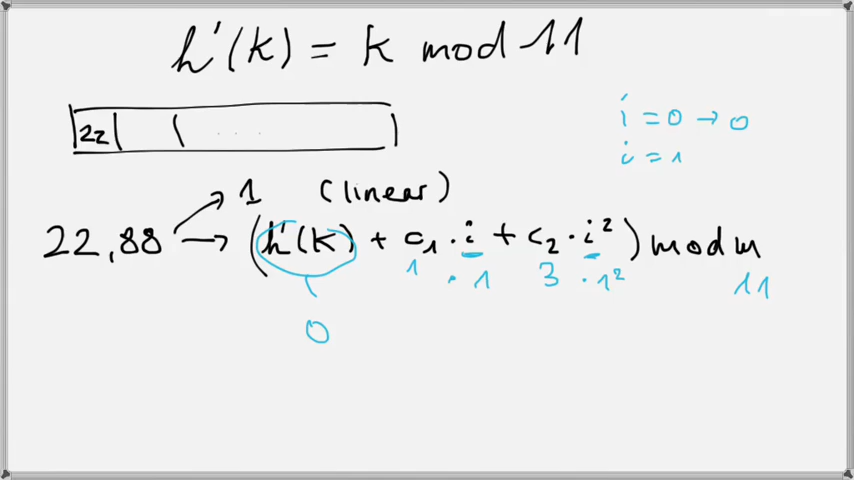 h'(k) = k mod 11
22 . . . .
i = 0 → 0
i = 1
1 (linear)
22, 88 → (h'(k) + c₁ · i + c₂ · i²) mod m
1 · 1 3 · 1² 11
0